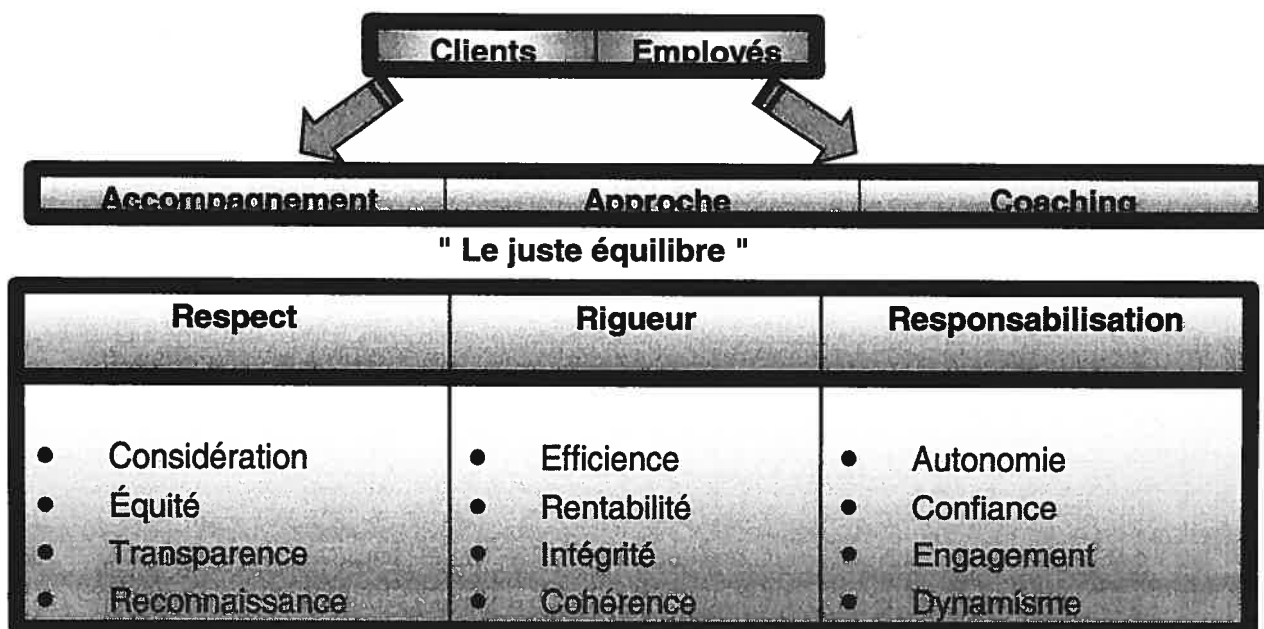 Clients Employés
Accompagnement Approche Coaching
" Le juste équilibre "
Respect Rigueur Responsabilisation
• Considération • Efficience • Autonomie
• Équité • Rentabilité • Confiance
• Transparence • Intégrité • Engagement
• Reconnaissance • Cohérence • Dynamisme